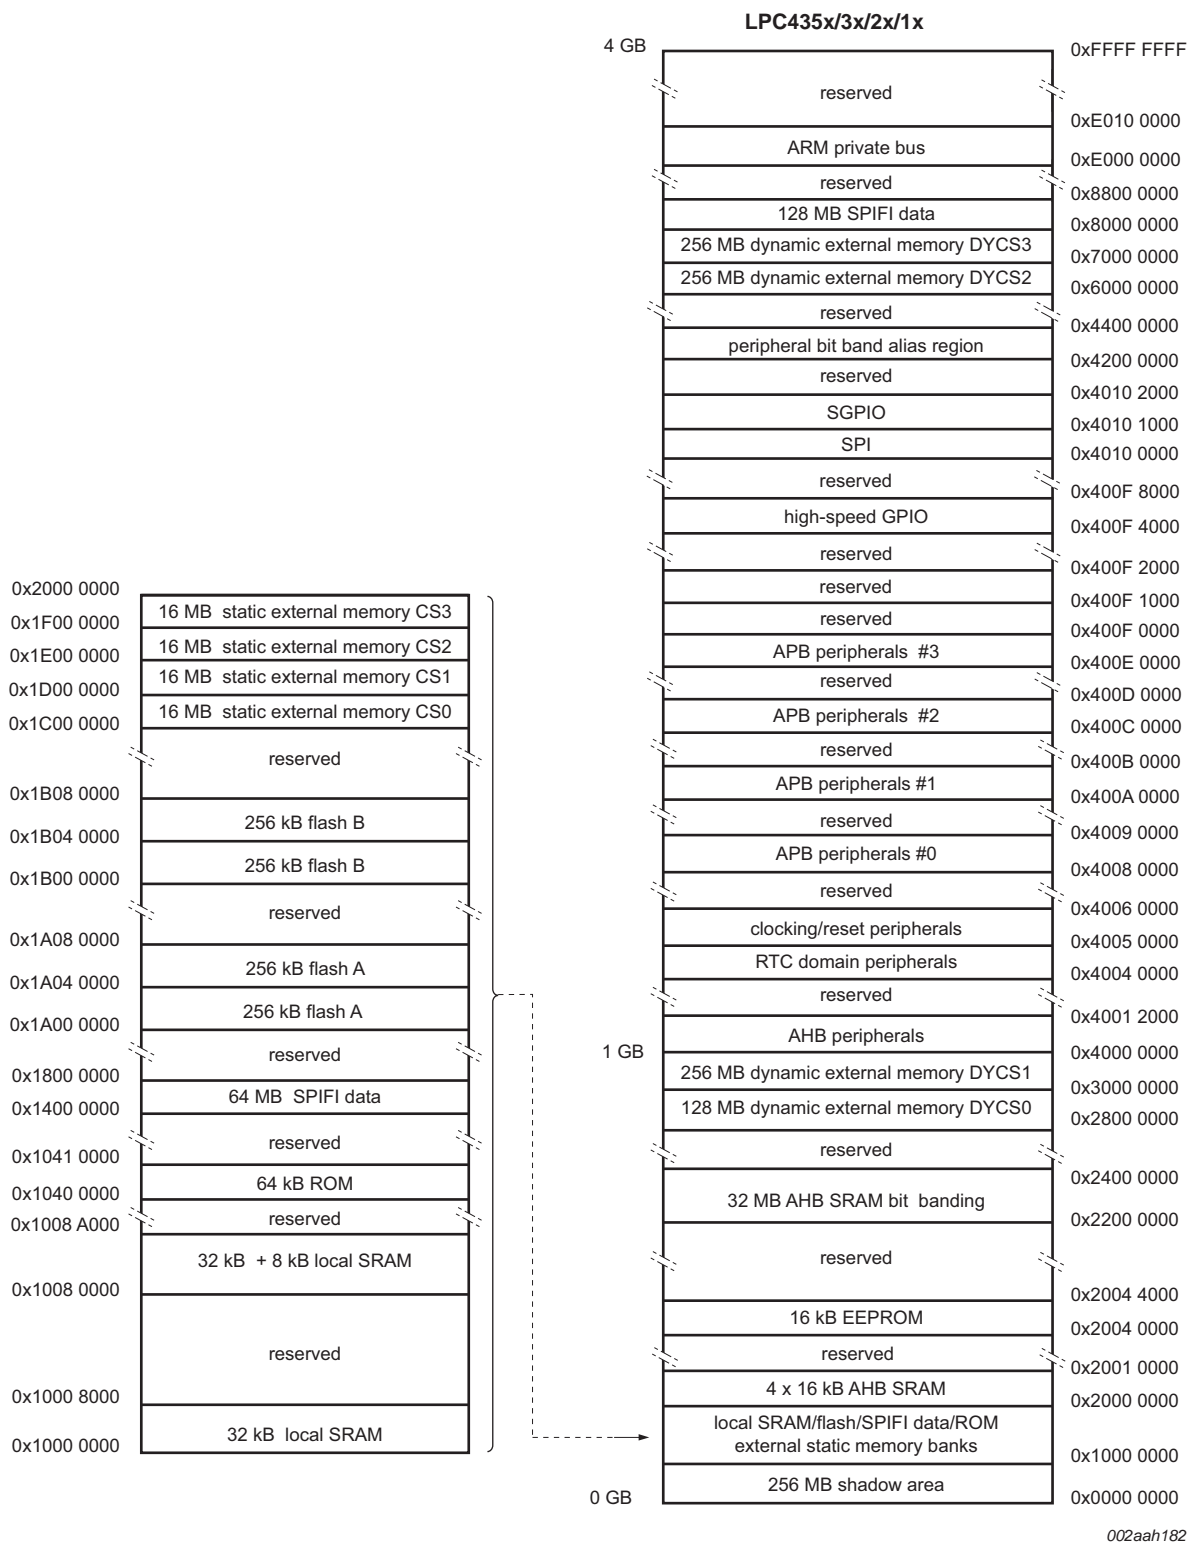 LPC435x/3x/2x/1x
4 GB
0xFFFF FFFF
reserved
0xE010 0000
ARM private bus
0xE000 0000
reserved
0x8800 0000
128 MB SPIFI data
0x8000 0000
256 MB dynamic external memory DYCS3
0x7000 0000
256 MB dynamic external memory DYCS2
0x6000 0000
reserved
0x4400 0000
peripheral bit band alias region
0x4200 0000
reserved
0x4010 2000
SGPIO
0x4010 1000
SPI
0x4010 0000
reserved
0x400F 8000
high-speed GPIO
0x400F 4000
reserved
0x400F 2000
reserved
0x400F 1000
reserved
0x400F 0000
APB peripherals #3
0x400E 0000
reserved
0x400D 0000
APB peripherals #2
0x400C 0000
reserved
0x400B 0000
APB peripherals #1
0x400A 0000
reserved
0x4009 0000
APB peripherals #0
0x4008 0000
reserved
0x4006 0000
clocking/reset peripherals
0x4005 0000
RTC domain peripherals
0x4004 0000
reserved
0x4001 2000
AHB peripherals
1 GB
0x4000 0000
256 MB dynamic external memory DYCS1
0x3000 0000
128 MB dynamic external memory DYCS0
0x2800 0000
reserved
0x2400 0000
32 MB AHB SRAM bit banding
0x2200 0000
reserved
0x2004 4000
16 kB EEPROM
0x2004 0000
reserved
0x2001 0000
4 x 16 kB AHB SRAM
0x2000 0000
local SRAM/flash/SPIFI data/ROM
external static memory banks
0x1000 0000
256 MB shadow area
0 GB
0x0000 0000
0x2000 0000
16 MB static external memory CS3
0x1F00 0000
16 MB static external memory CS2
0x1E00 0000
16 MB static external memory CS1
0x1D00 0000
16 MB static external memory CS0
0x1C00 0000
reserved
0x1B08 0000
256 kB flash B
0x1B04 0000
256 kB flash B
0x1B00 0000
reserved
0x1A08 0000
256 kB flash A
0x1A04 0000
256 kB flash A
0x1A00 0000
reserved
0x1800 0000
64 MB SPIFI data
0x1400 0000
reserved
0x1041 0000
64 kB ROM
0x1040 0000
reserved
0x1008 A000
32 kB + 8 kB local SRAM
0x1008 0000
reserved
0x1000 8000
32 kB local SRAM
0x1000 0000
002aah182